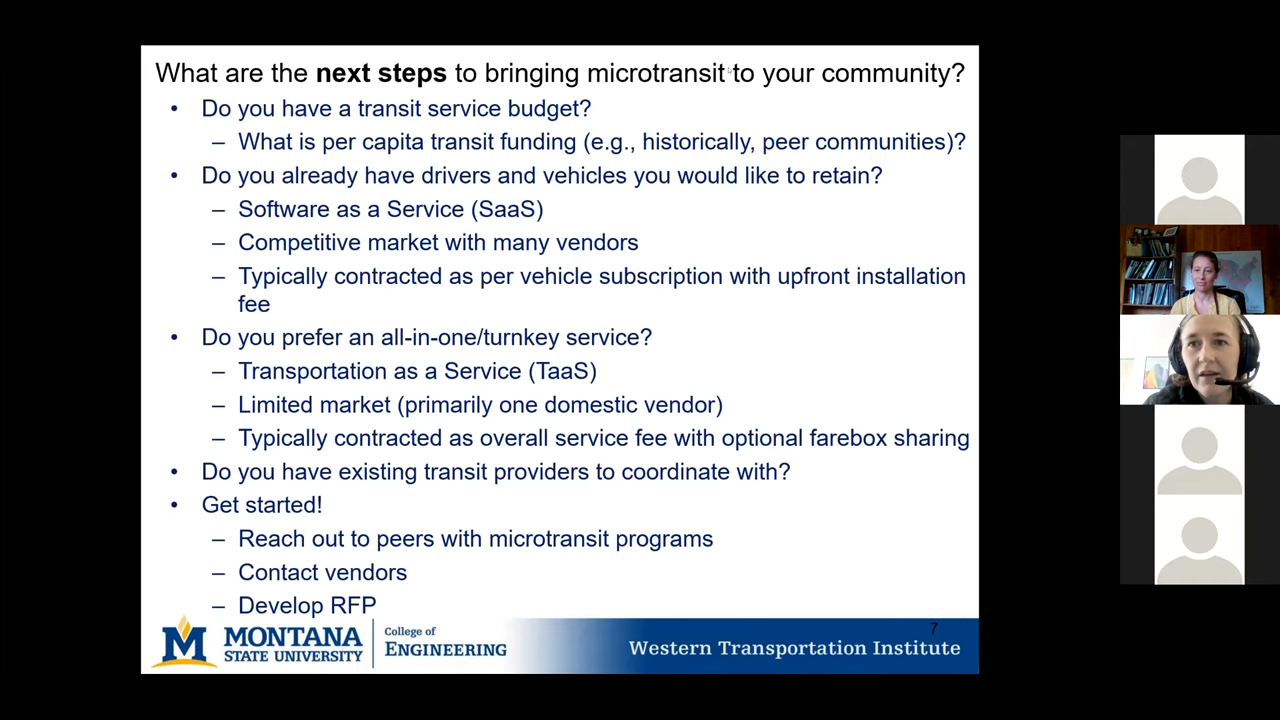 What are the next steps to bringing microtransit to your community?
• Do you have a transit service budget?
– What is per capita transit funding (e.g., historically, peer communities)?
• Do you already have drivers and vehicles you would like to retain?
– Software as a Service (SaaS)
– Competitive market with many vendors
– Typically contracted as per vehicle subscription with upfront installation
fee
• Do you prefer an all-in-one/turnkey service?
– Transportation as a Service (TaaS)
– Limited market (primarily one domestic vendor)
– Typically contracted as overall service fee with optional farebox sharing
• Do you have existing transit providers to coordinate with?
• Get started!
– Reach out to peers with microtransit programs
– Contact vendors
– Develop RFP
7
M MONTANA
STATE UNIVERSITY
College of
ENGINEERING
Western Transportation Institute